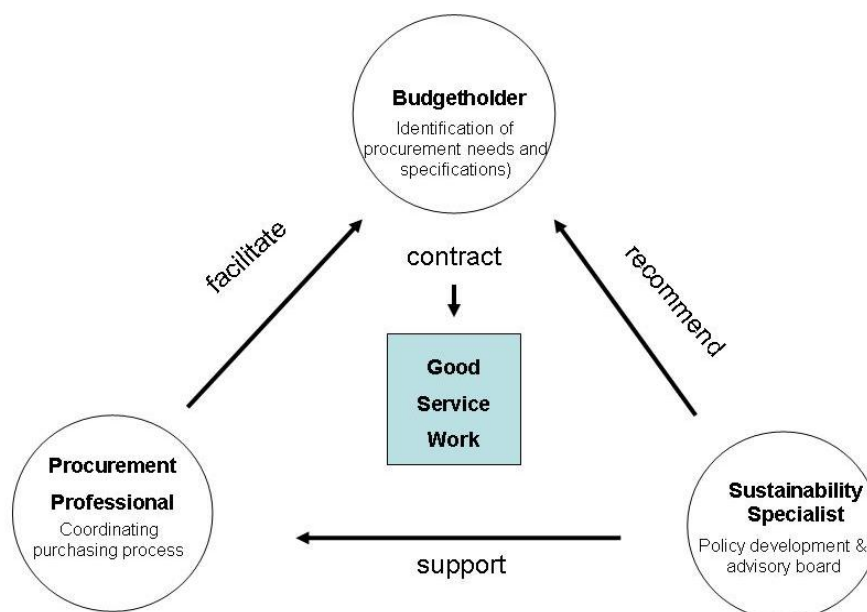 Budgetholder
Identification of
procurement needs and
specifications)
facilitate
contract
recommend
Good
Service
Work
Procurement
Professional
Coordinating
purchasing process
Sustainability
Specialist
Policy development &
advisory board
support